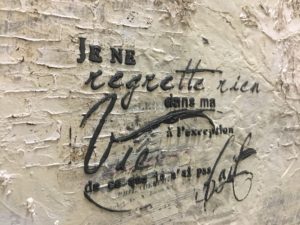 Je ne
regrette rien
dans ma
Vie
à l'exception
de ce que je n'ai pas
fait